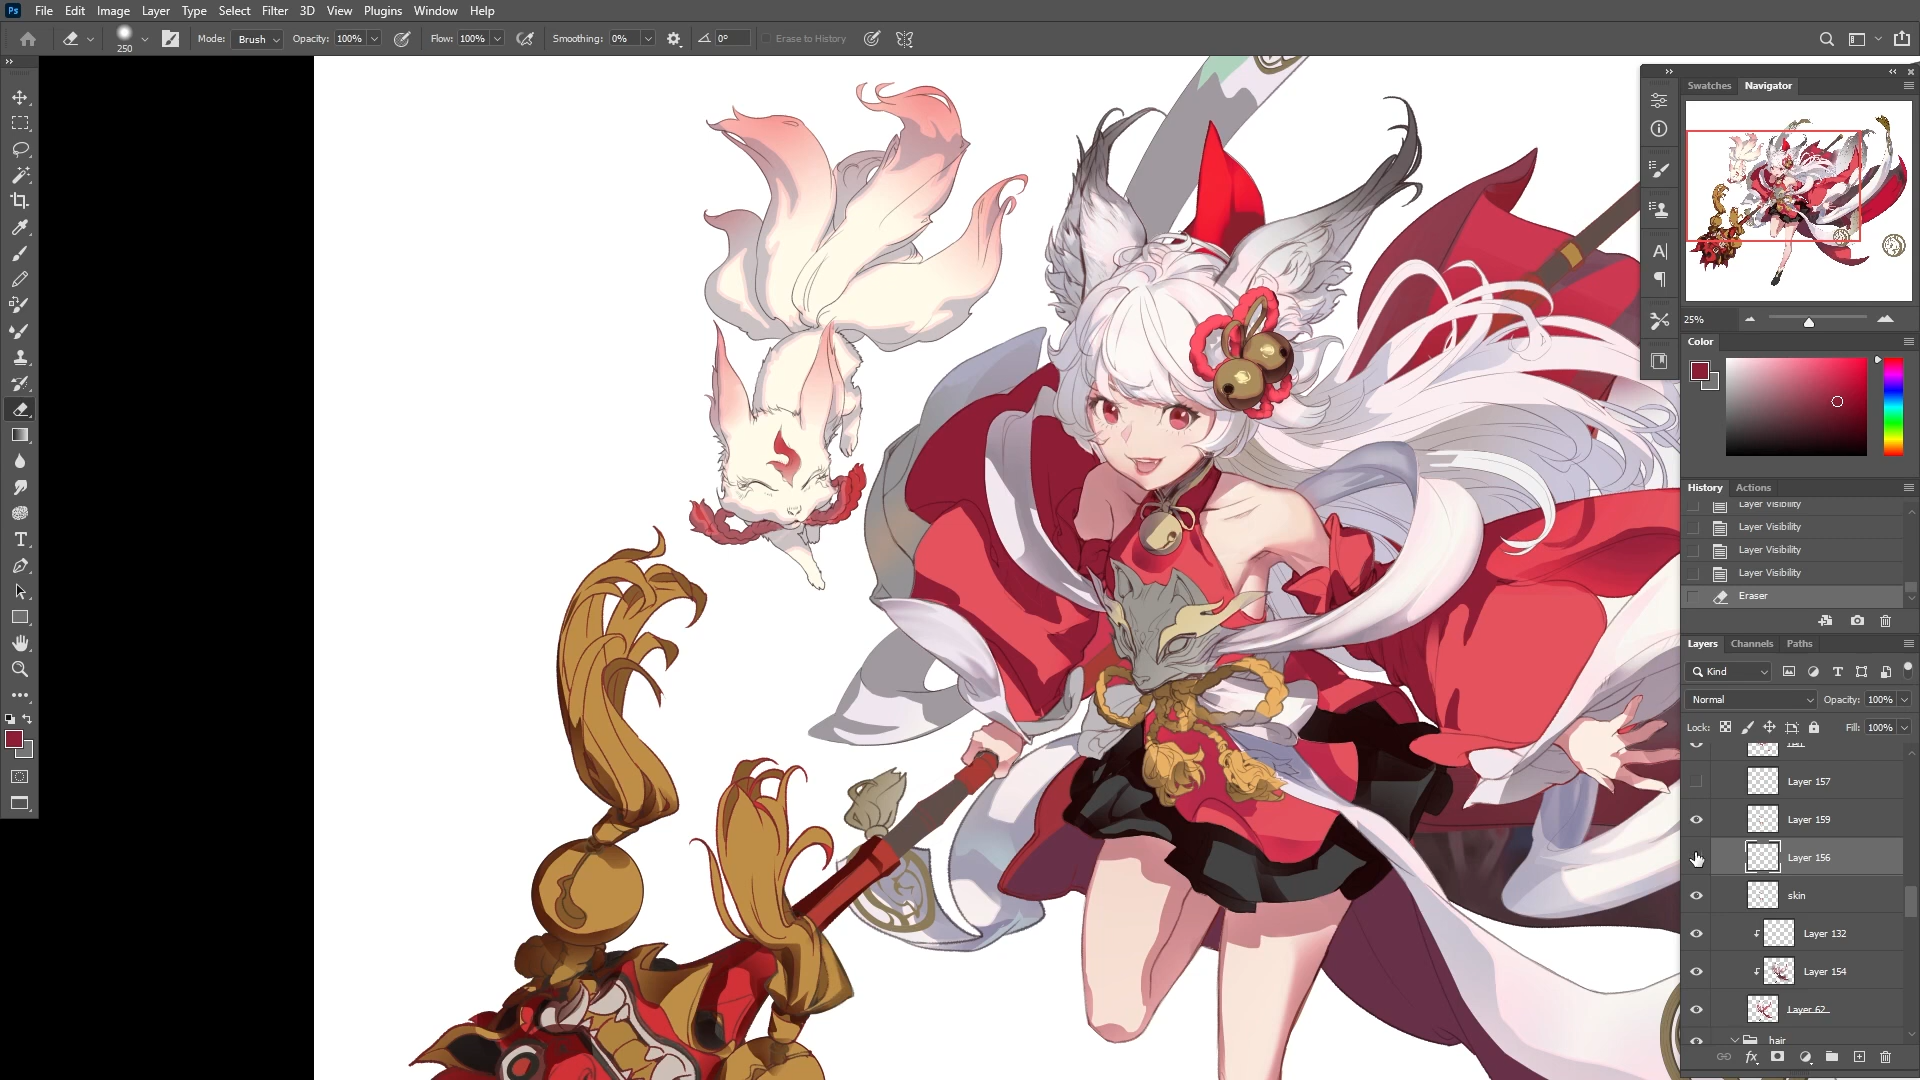 Ps File Edit Image Layer Type Select Filter 3D View Plugins Window Help
250 Mode: Brush Opacity: 100% Flow: 100% Smoothing: 0% 0° Erase to History
Swatches Navigator
25%
Color
History Actions
Layer Visibility
Layer Visibility
Layer Visibility
Layer Visibility
Eraser
Layers Channels Paths
Kind
Normal Opacity: 100%
Lock: Fill: 100%
Layer 157
Layer 159
Layer 156
skin
Layer 132
Layer 154
Layer 62
hair